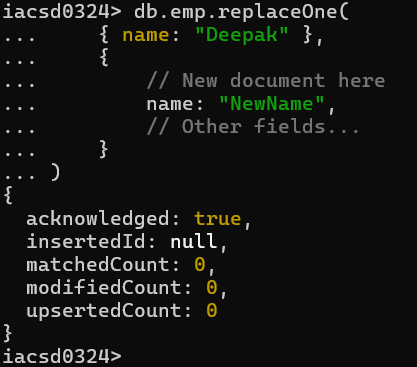 iacsd0324> db.emp.replaceOne(
...     { name: "Deepak" },
...     {
...         // New document here
...         name: "NewName",
...         // Other fields...
...     }
... )
{
  acknowledged: true,
  insertedId: null,
  matchedCount: 0,
  modifiedCount: 0,
  upsertedCount: 0
}
iacsd0324>